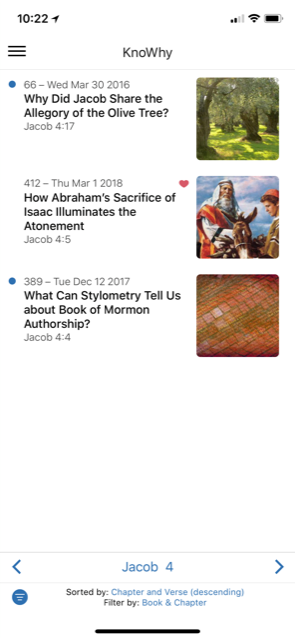 10:22
KnoWhy
66 – Wed Mar 30 2016
Why Did Jacob Share the
Allegory of the Olive Tree?
Jacob 4:17
412 – Thu Mar 1 2018
How Abraham's Sacrifice of
Isaac Illuminates the
Atonement
Jacob 4:5
389 – Tue Dec 12 2017
What Can Stylometry Tell Us
about Book of Mormon
Authorship?
Jacob 4:4
Jacob 4
Sorted by: Chapter and Verse (descending)
Filter by: Book & Chapter